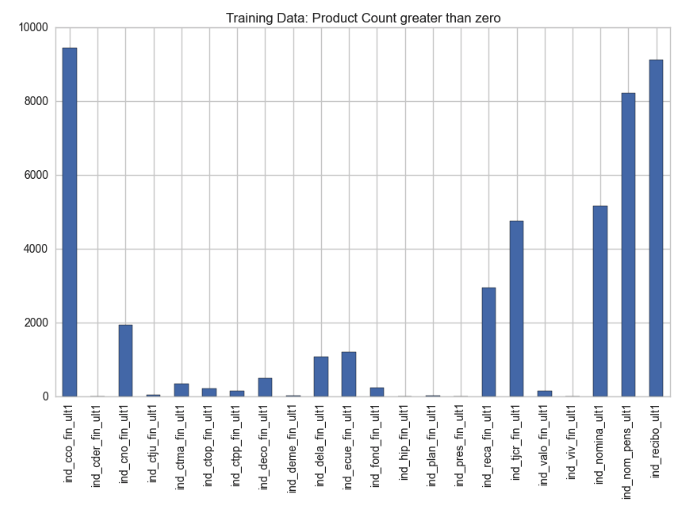 Training Data: Product Count greater than zero
10000
8000
6000
4000
2000
0
ind_cco_fin_ult1
ind_cder_fin_ult1
ind_cno_fin_ult1
ind_ctju_fin_ult1
ind_ctma_fin_ult1
ind_ctop_fin_ult1
ind_ctpp_fin_ult1
ind_deco_fin_ult1
ind_deme_fin_ult1
ind_dela_fin_ult1
ind_ecue_fin_ult1
ind_fond_fin_ult1
ind_hip_fin_ult1
ind_plan_fin_ult1
ind_pres_fin_ult1
ind_reca_fin_ult1
ind_tjcr_fin_ult1
ind_valo_fin_ult1
ind_viv_fin_ult1
ind_nomina_ult1
ind_nom_pens_ult1
ind_recibo_ult1